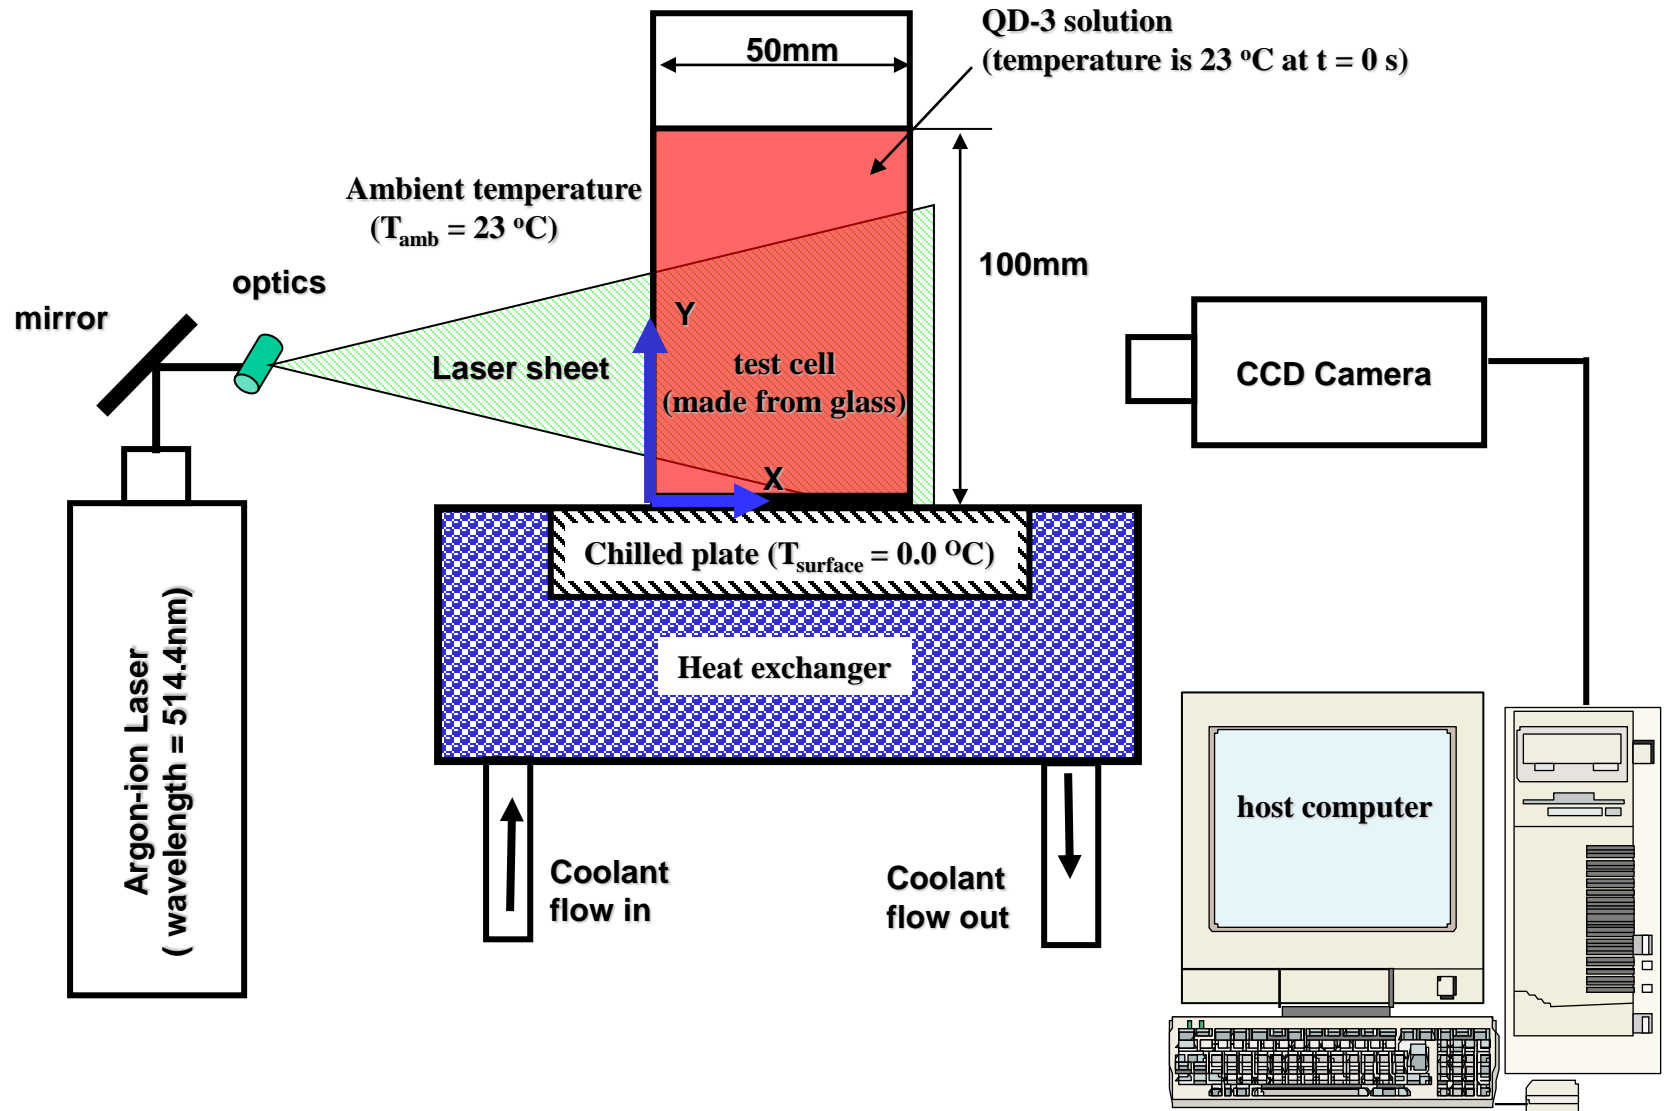 QD-3 solution
(temperature is 23 °C at t = 0 s)
50mm
Ambient temperature
(Tamb = 23 °C)
100mm
optics
mirror
Y
Laser sheet
test cell
(made from glass)
CCD Camera
X
Chilled plate (Tsurface = 0.0 °C)
Argon-ion Laser
( wavelength = 514.4nm)
Heat exchanger
host computer
Coolant
flow in
Coolant
flow out